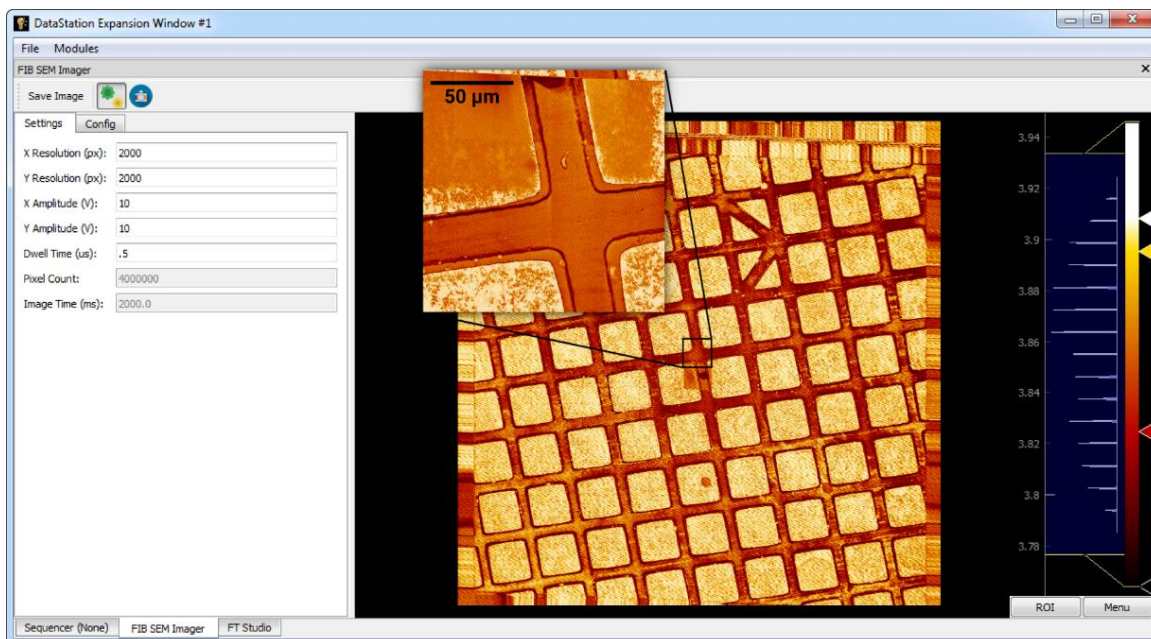 DataStation Expansion Window #1
File Modules
FIB SEM Imager
Save Image
Settings Config
X Resolution (px): 2000
Y Resolution (px): 2000
X Amplitude (V): 10
Y Amplitude (V): 10
Dwell Time (us): .5
Pixel Count: 4000000
Image Time (ms): 2000.0
50 µm
3.94
3.92
3.9
3.88
3.86
3.84
3.82
3.8
3.78
ROI Menu
Sequencer (None) FIB SEM Imager FT Studio